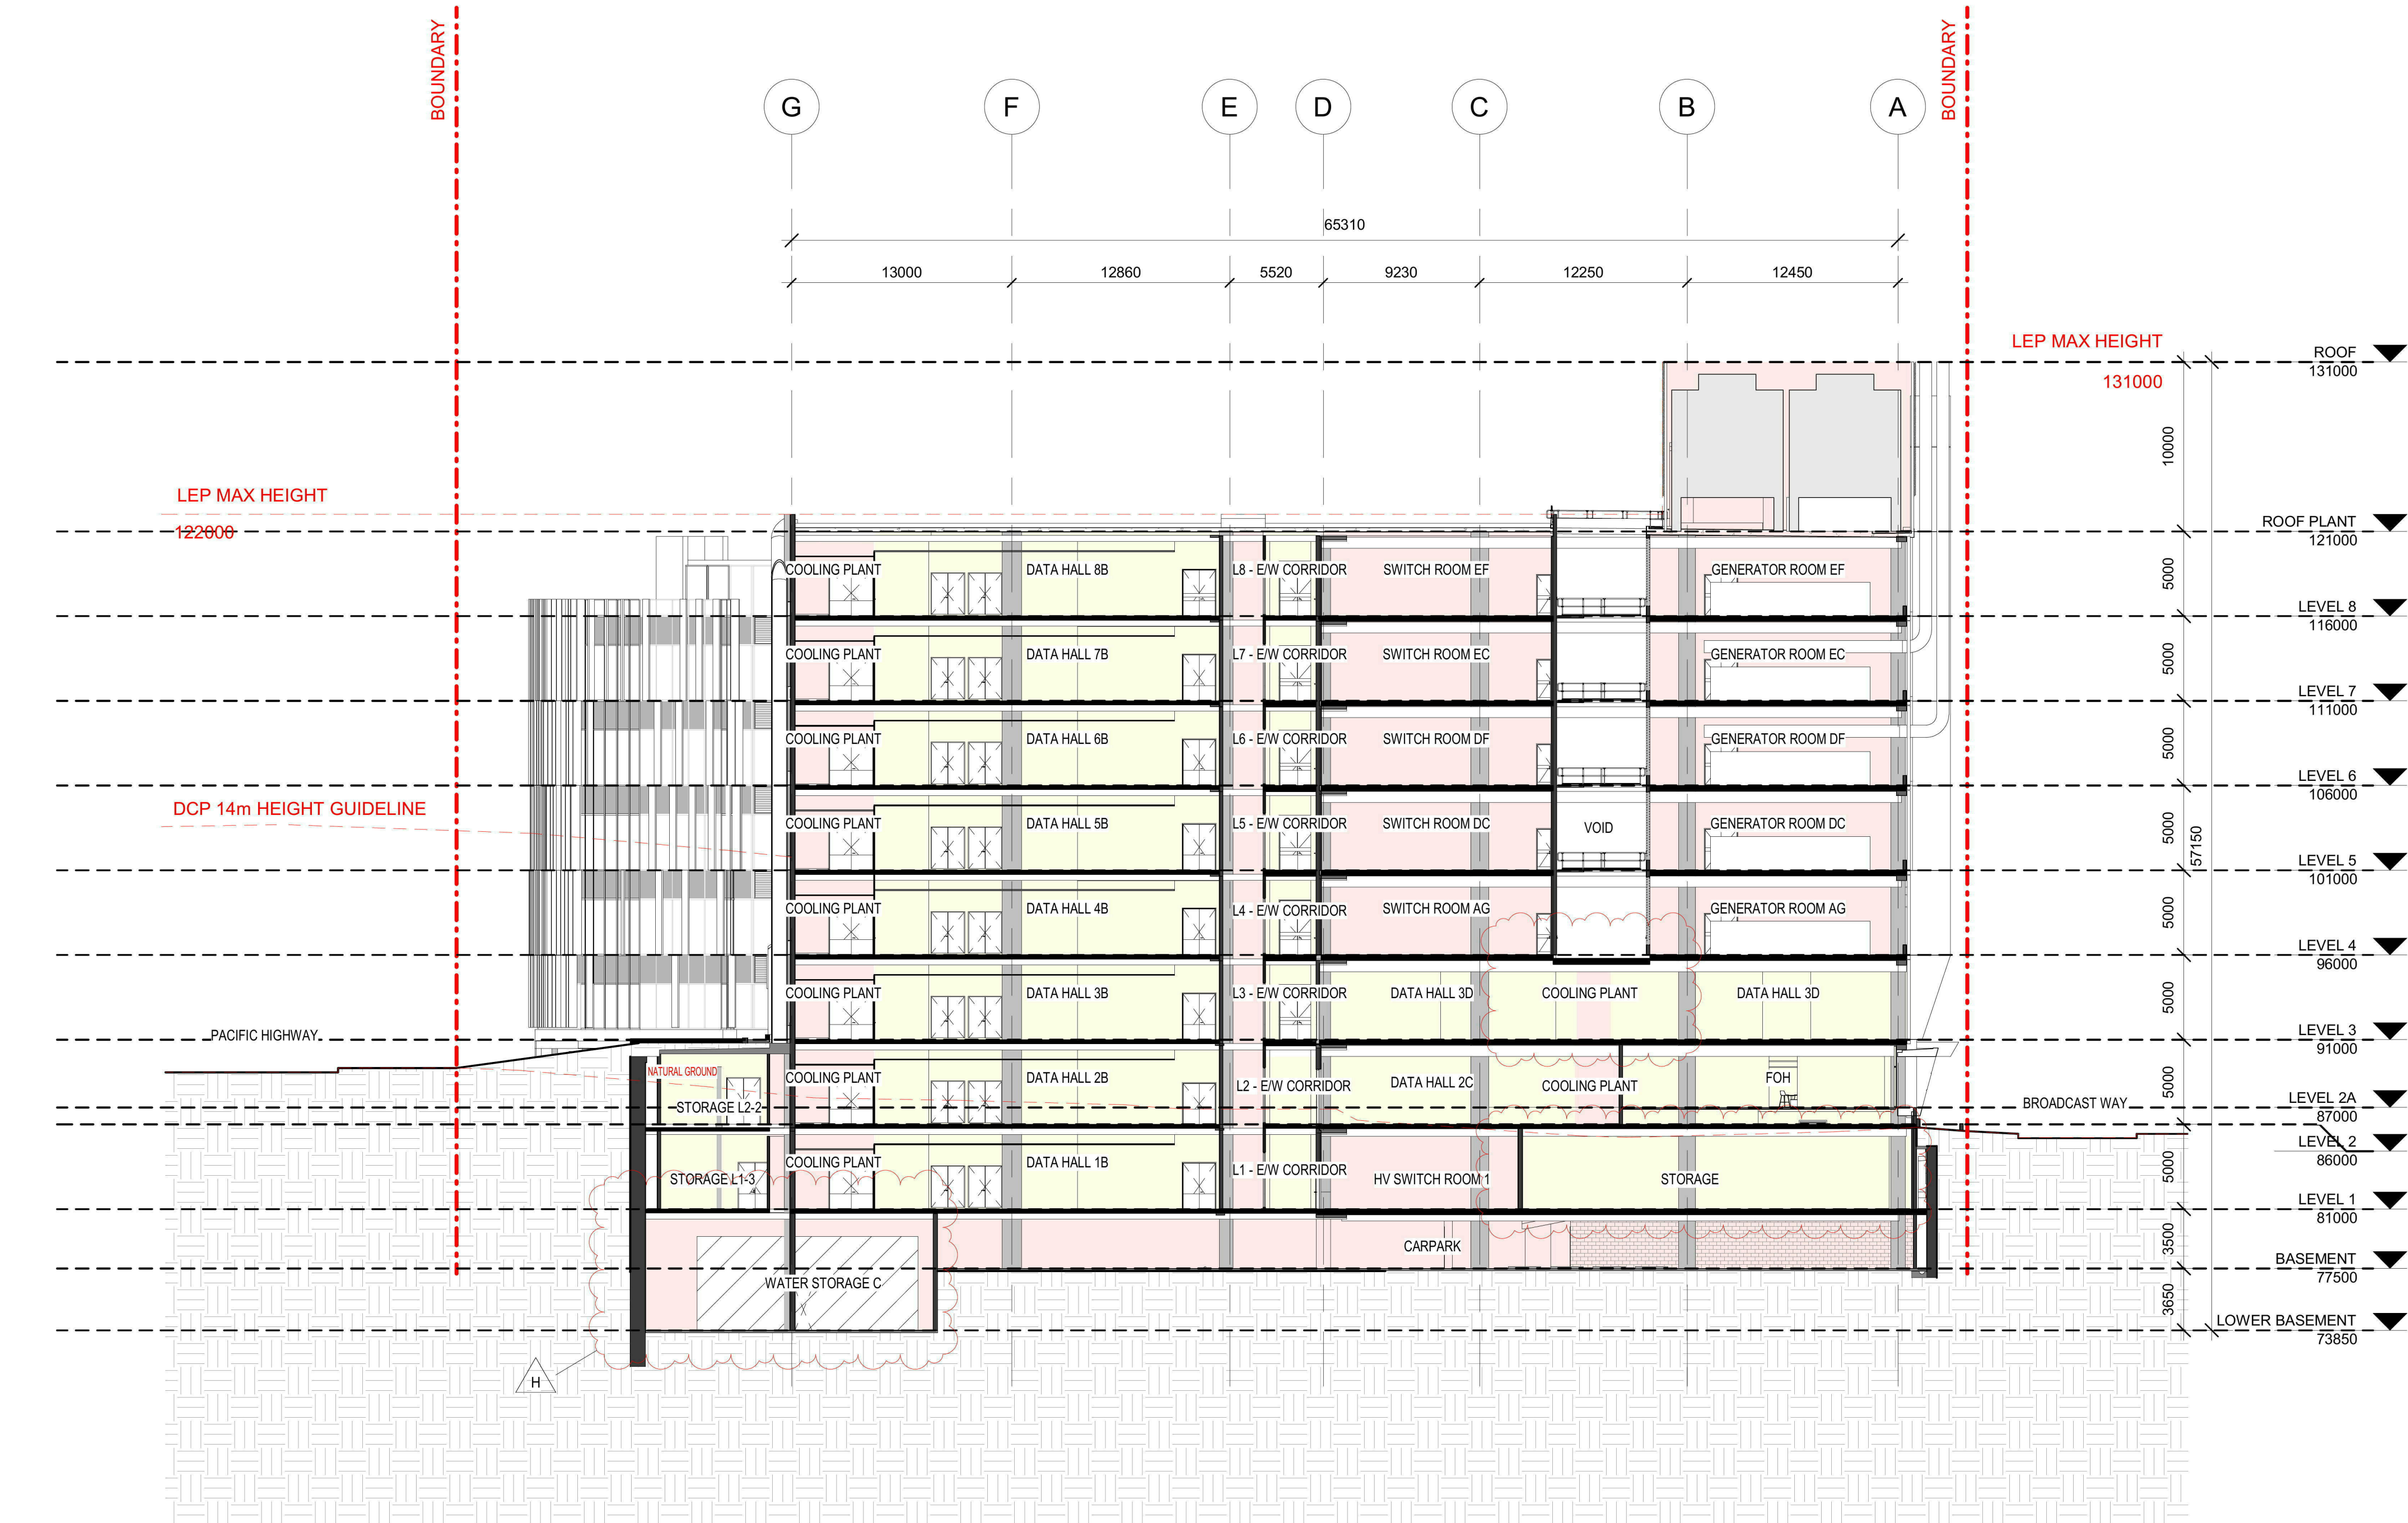 BOUNDARY
BOUNDARY
G
F
E
D
C
B
A
65310
13000
12860
5520
9230
12250
12450
LEP MAX HEIGHT
131000
ROOF
131000
10000
LEP MAX HEIGHT
122000
ROOF PLANT
121000
COOLING PLANT
DATA HALL 8B
L8 - E/W CORRIDOR
SWITCH ROOM EF
GENERATOR ROOM EF
5000
LEVEL 8
116000
COOLING PLANT
DATA HALL 7B
L7 - E/W CORRIDOR
SWITCH ROOM EC
GENERATOR ROOM EC
5000
LEVEL 7
111000
COOLING PLANT
DATA HALL 6B
L6 - E/W CORRIDOR
SWITCH ROOM DF
GENERATOR ROOM DF
5000
LEVEL 6
106000
DCP 14m HEIGHT GUIDELINE
COOLING PLANT
DATA HALL 5B
L5 - E/W CORRIDOR
SWITCH ROOM DC
VOID
GENERATOR ROOM DC
5000
57150
LEVEL 5
101000
COOLING PLANT
DATA HALL 4B
L4 - E/W CORRIDOR
SWITCH ROOM AG
GENERATOR ROOM AG
5000
LEVEL 4
96000
COOLING PLANT
DATA HALL 3B
L3 - E/W CORRIDOR
DATA HALL 3D
COOLING PLANT
DATA HALL 3D
5000
PACIFIC HIGHWAY
LEVEL 3
91000
NATURAL GROUND
COOLING PLANT
DATA HALL 2B
L2 - E/W CORRIDOR
DATA HALL 2C
COOLING PLANT
FOH
5000
STORAGE L2-2
BROADCAST WAY
LEVEL 2A
87000
LEVEL 2
86000
STORAGE L1-3
COOLING PLANT
DATA HALL 1B
L1 - E/W CORRIDOR
HV SWITCH ROOM 1
STORAGE
5000
LEVEL 1
81000
CARPARK
3500
BASEMENT
77500
WATER STORAGE C
3650
LOWER BASEMENT
73850
H